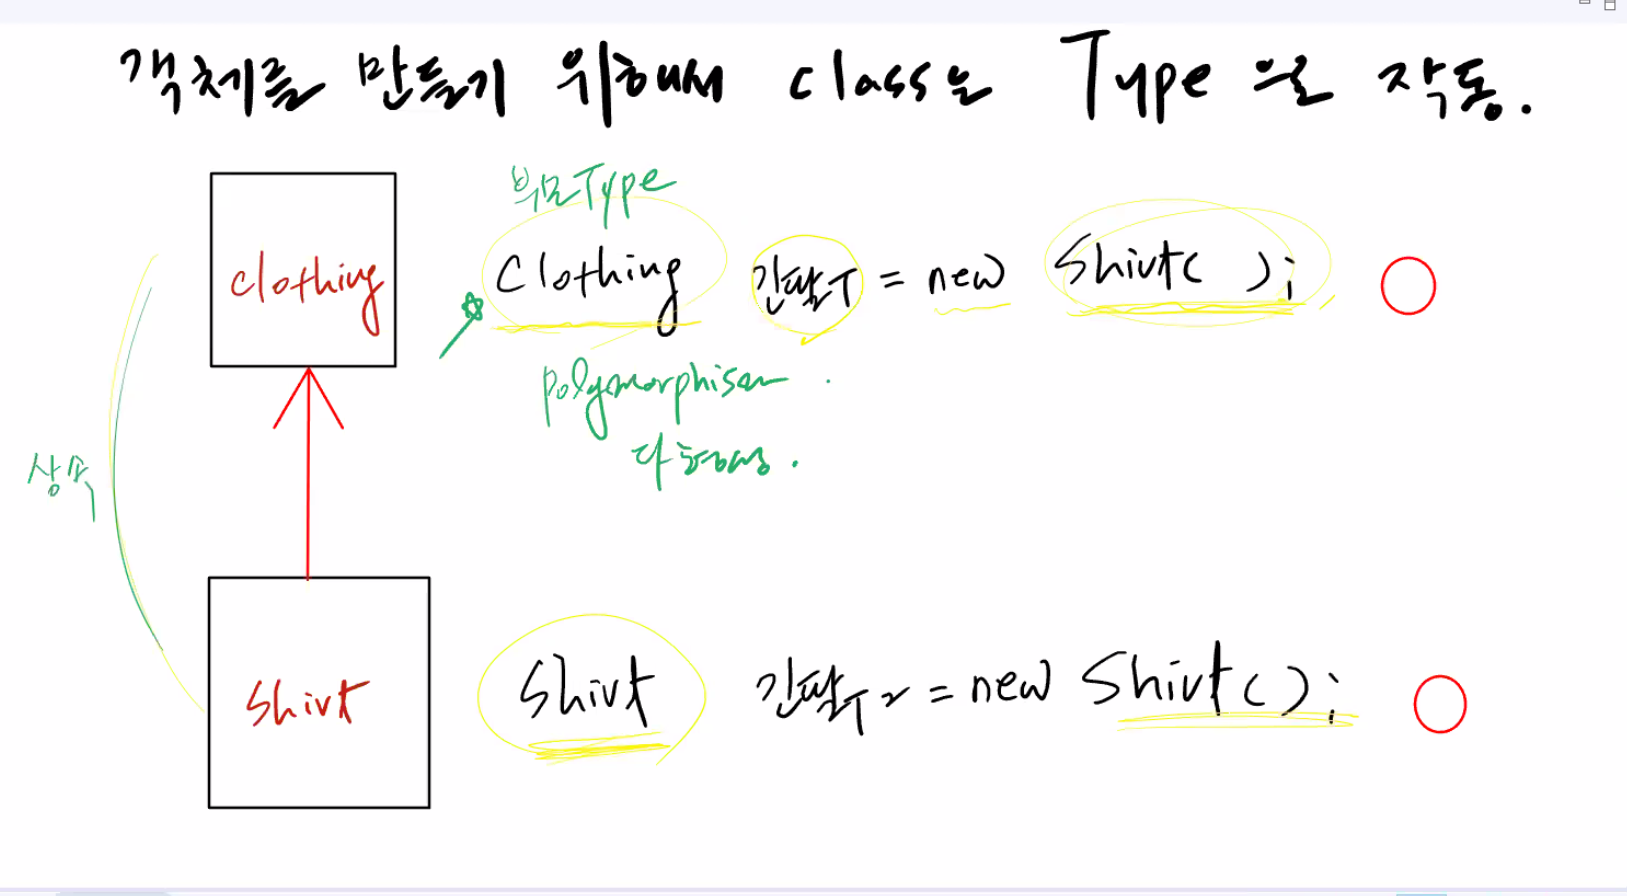 객체를 만들기 위해서 class는 Type으로 작동.
부모Type
clothing
Clothing 긴팔T = new Shirt( );
polymorphism
다형성.
상속
shirt
Shirt 긴팔T2 = new Shirt();